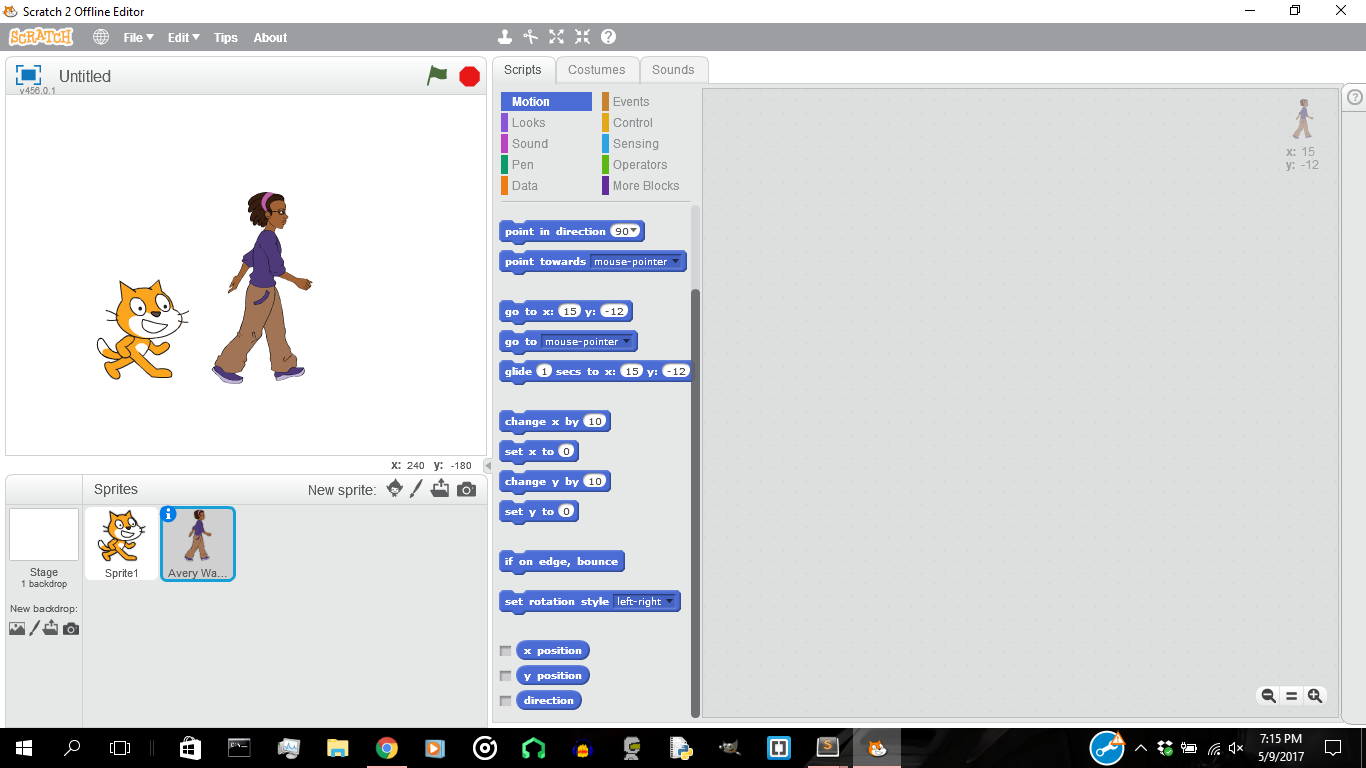 Scratch 2 Offline Editor
SCRATCH File Edit Tips About
Untitled
v456.0.1
Scripts Costumes Sounds
Motion Events
Looks Control
Sound Sensing
Pen Operators
Data More Blocks
x: 15
y: -12
point in direction 90
point towards mouse-pointer
go to x: 15 y: -12
go to mouse-pointer
glide 1 secs to x: 15 y: -12
change x by 10
set x to 0
change y by 10
set y to 0
if on edge, bounce
set rotation style left-right
x position
y position
direction
x: 240 y: -180
Sprites New sprite:
Stage
1 backdrop
New backdrop:
Sprite1
Avery Wa...
7:15 PM
5/9/2017